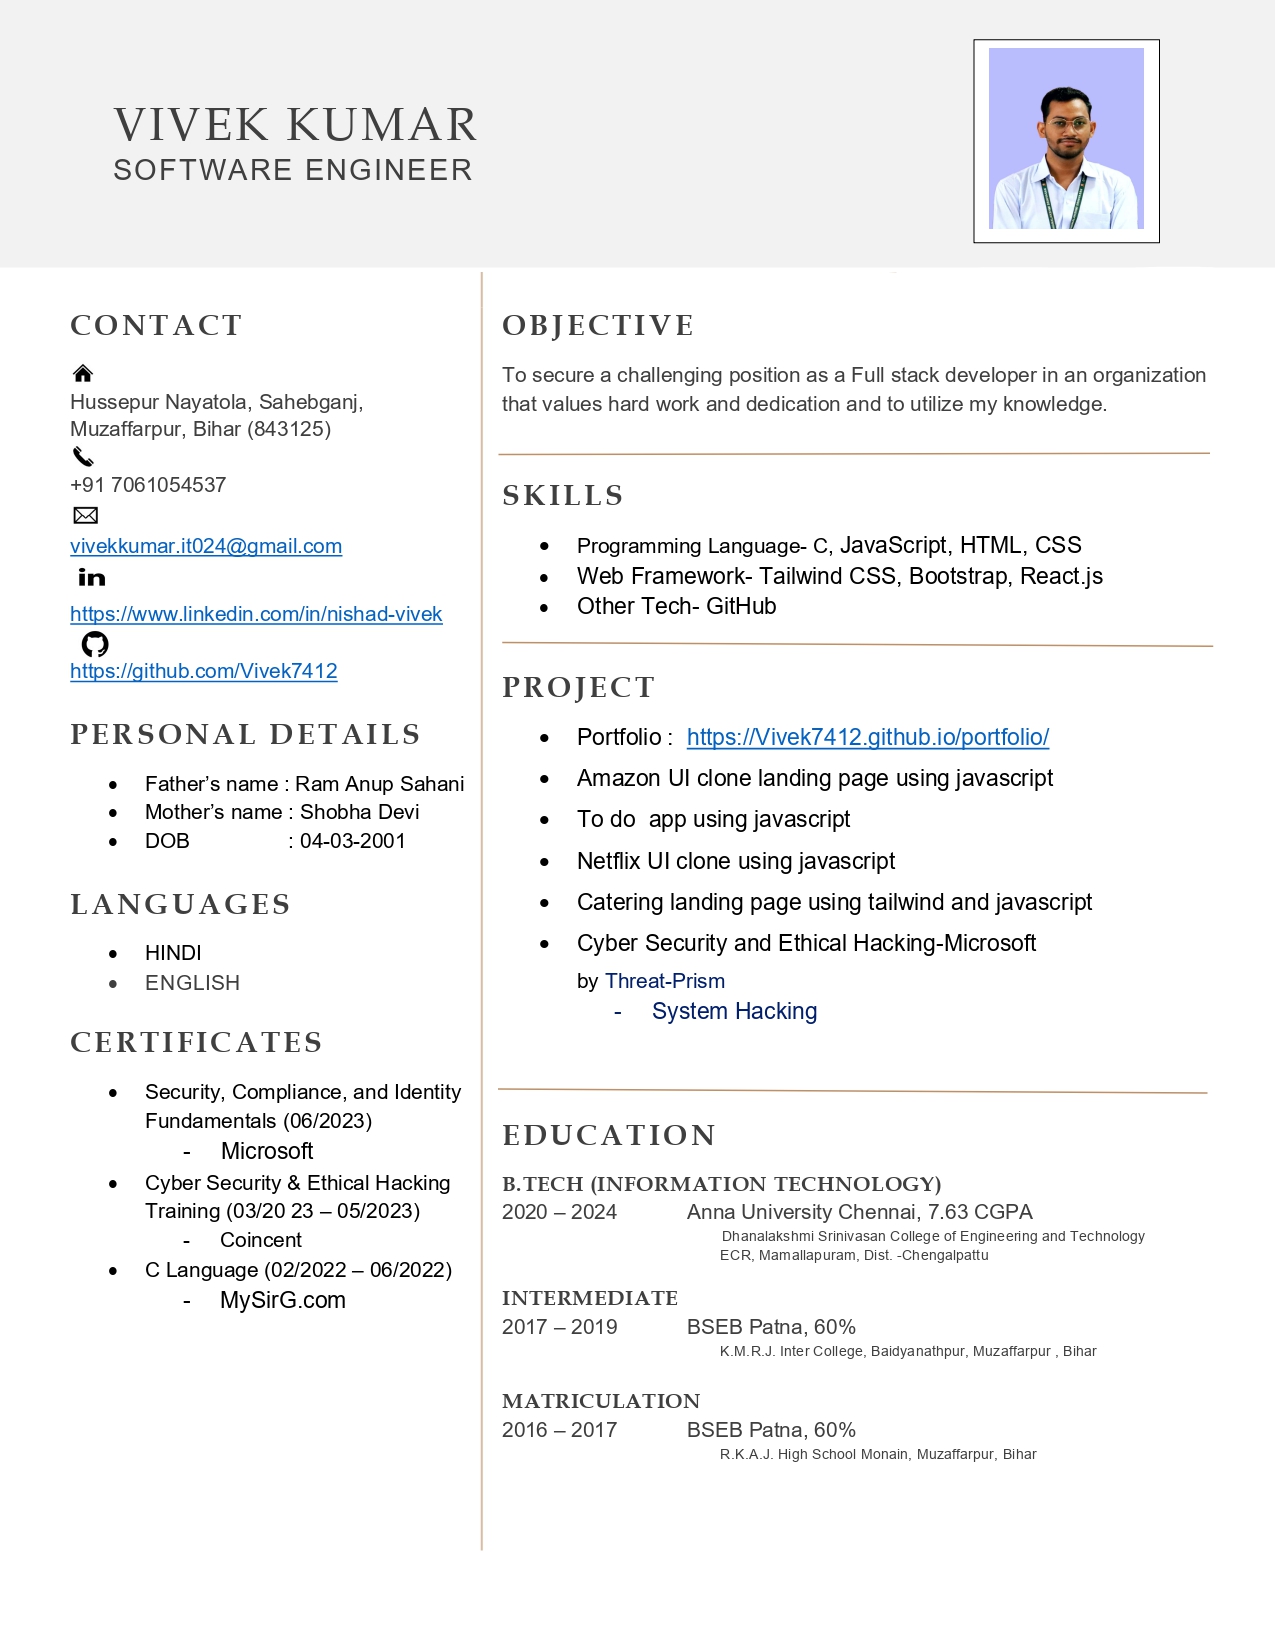 VIVEK KUMAR
SOFTWARE ENGINEER
CONTACT
Hussepur Nayatola, Sahebganj,
Muzaffarpur, Bihar (843125)
+91 7061054537
vivekkumar.it024@gmail.com
https://www.linkedin.com/in/nishad-vivek
https://github.com/Vivek7412
PERSONAL DETAILS
• Father’s name : Ram Anup Sahani
• Mother’s name : Shobha Devi
• DOB : 04-03-2001
LANGUAGES
• HINDI
• ENGLISH
CERTIFICATES
• Security, Compliance, and Identity
Fundamentals (06/2023)
- Microsoft
• Cyber Security & Ethical Hacking
Training (03/20 23 – 05/2023)
- Coincent
• C Language (02/2022 – 06/2022)
- MySirG.com
OBJECTIVE
To secure a challenging position as a Full stack developer in an organization
that values hard work and dedication and to utilize my knowledge.
SKILLS
• Programming Language- C, JavaScript, HTML, CSS
• Web Framework- Tailwind CSS, Bootstrap, React.js
• Other Tech- GitHub
PROJECT
• Portfolio : https://Vivek7412.github.io/portfolio/
• Amazon UI clone landing page using javascript
• To do app using javascript
• Netflix UI clone using javascript
• Catering landing page using tailwind and javascript
• Cyber Security and Ethical Hacking-Microsoft
by Threat-Prism
- System Hacking
EDUCATION
B.TECH (INFORMATION TECHNOLOGY)
2020 – 2024 Anna University Chennai, 7.63 CGPA
Dhanalakshmi Srinivasan College of Engineering and Technology
ECR, Mamallapuram, Dist. -Chengalpattu
INTERMEDIATE
2017 – 2019 BSEB Patna, 60%
K.M.R.J. Inter College, Baidyanathpur, Muzaffarpur , Bihar
MATRICULATION
2016 – 2017 BSEB Patna, 60%
R.K.A.J. High School Monain, Muzaffarpur, Bihar